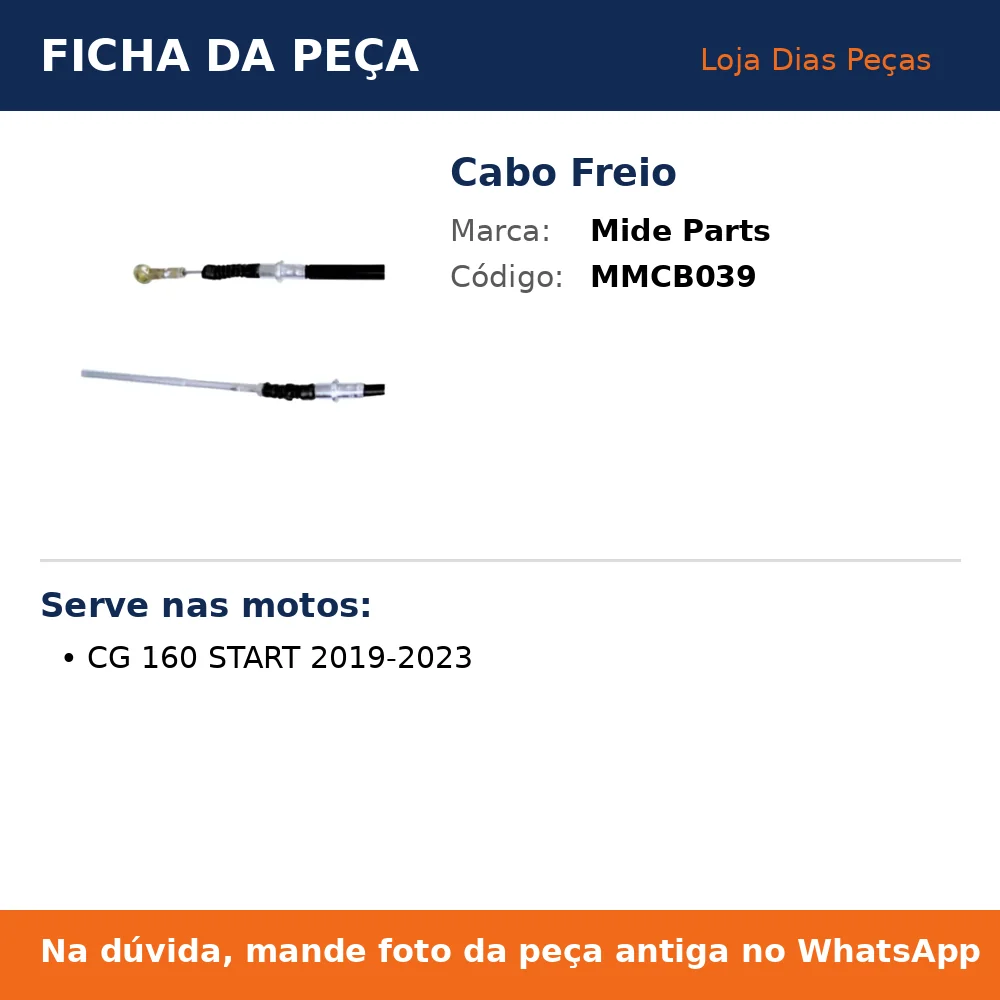 FICHA DA PEÇA
Loja Dias Peças
Cabo Freio
Marca: Mide Parts
Código: MMCB039
Serve nas motos:
• CG 160 START 2019-2023
Na dúvida, mande foto da peça antiga no WhatsApp